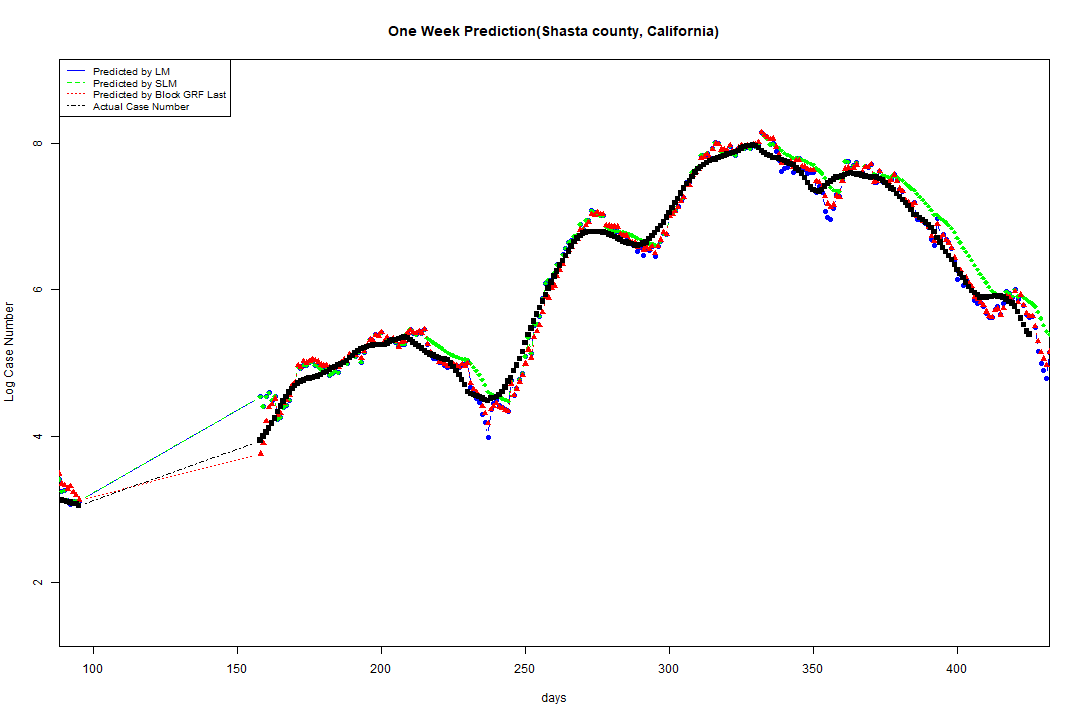 One Week Prediction(Shasta county, California)
Predicted by LM
Predicted by SLM
Predicted by Block GRF Last
Actual Case Number
8
6
4
2
Log Case Number
100 150 200 250 300 350 400
days